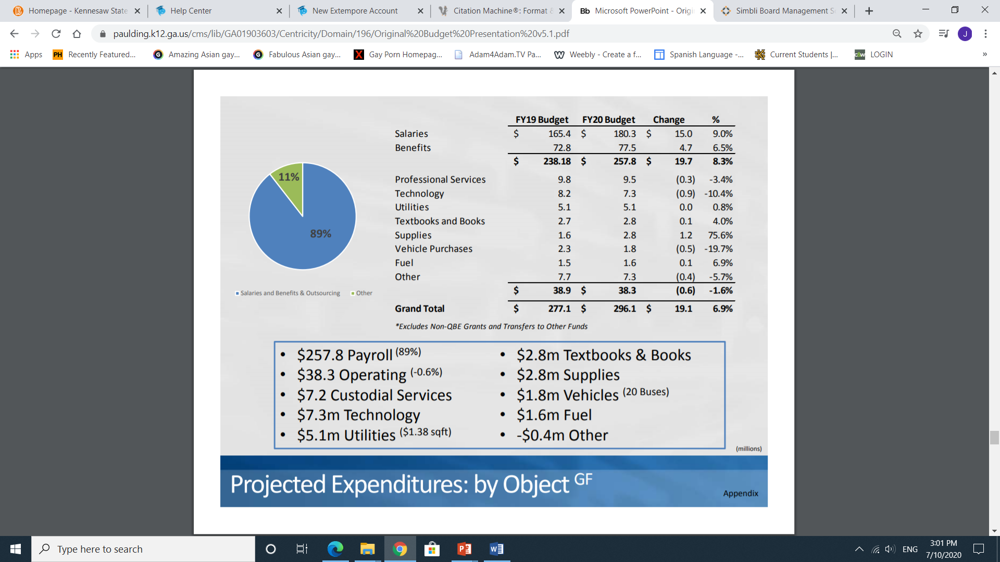 Homepage - Kennesaw State
Help Center
New Extempore Account
Citation Machine®: Format &
Bb Microsoft PowerPoint - Origi
Simbli Board Management S
paulding.k12.ga.us/cms/lib/GA01903603/Centricity/Domain/196/Original%20Budget%20Presentation%20v5.1.pdf
J
Apps
PH Recently Featured...
G Amazing Asian gay...
G Fabulous Asian gay...
X Gay Porn Homepag...
Adam4Adam.TV Pa...
Weebly - Create a f...
Spanish Language -...
Current Students |...
LOGIN
»
FY19 Budget FY20 Budget Change %
Salaries $ 165.4 $ 180.3 $ 15.0 9.0%
Benefits 72.8 77.5 4.7 6.5%
$ 238.18 $ 257.8 $ 19.7 8.3%
Professional Services 9.8 9.5 (0.3) -3.4%
Technology 8.2 7.3 (0.9) -10.4%
Utilities 5.1 5.1 0.0 0.8%
Textbooks and Books 2.7 2.8 0.1 4.0%
Supplies 1.6 2.8 1.2 75.6%
Vehicle Purchases 2.3 1.8 (0.5) -19.7%
Fuel 1.5 1.6 0.1 6.9%
Other 7.7 7.3 (0.4) -5.7%
$ 38.9 $ 38.3 (0.6) -1.6%
Grand Total $ 277.1 $ 296.1 $ 19.1 6.9%
*Excludes Non-QBE Grants and Transfers to Other Funds
11%
89%
Salaries and Benefits & Outsourcing Other
• $257.8 Payroll (89%)
• $38.3 Operating (-0.6%)
• $7.2 Custodial Services
• $7.3m Technology
• $5.1m Utilities ($1.38 sqft)
• $2.8m Textbooks & Books
• $2.8m Supplies
• $1.8m Vehicles (20 Buses)
• $1.6m Fuel
• -$0.4m Other
(millions)
Projected Expenditures: by Object GF
Appendix
Type here to search
ENG
3:01 PM
7/10/2020